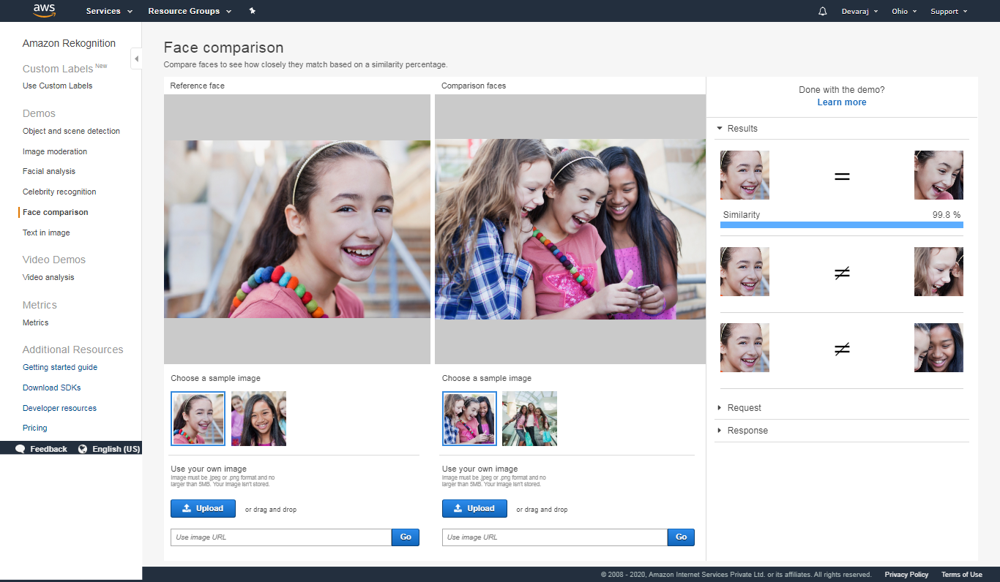 aws
Services
Resource Groups
Devaraj
Ohio
Support
Amazon Rekognition
Custom Labels New
Use Custom Labels
Demos
Object and scene detection
Image moderation
Facial analysis
Celebrity recognition
Face comparison
Text in image
Video Demos
Video analysis
Metrics
Metrics
Additional Resources
Getting started guide
Download SDKs
Developer resources
Pricing
Feedback
English (US)
Face comparison
Compare faces to see how closely they match based on a similarity percentage.
Reference face
Choose a sample image
Use your own image
Image must be .jpeg or .png format and no
larger than 5MB. Your image isn't stored.
Upload
or drag and drop
Use image URL
Go
Comparison faces
Choose a sample image
Use your own image
Image must be .jpeg or .png format and no
larger than 5MB. Your image isn't stored.
Upload
or drag and drop
Use image URL
Go
Done with the demo?
Learn more
Results
=
Similarity 99.8 %
≠
≠
Request
Response
© 2008 - 2020, Amazon Internet Services Private Ltd. or its affiliates. All rights reserved.
Privacy Policy
Terms of Use